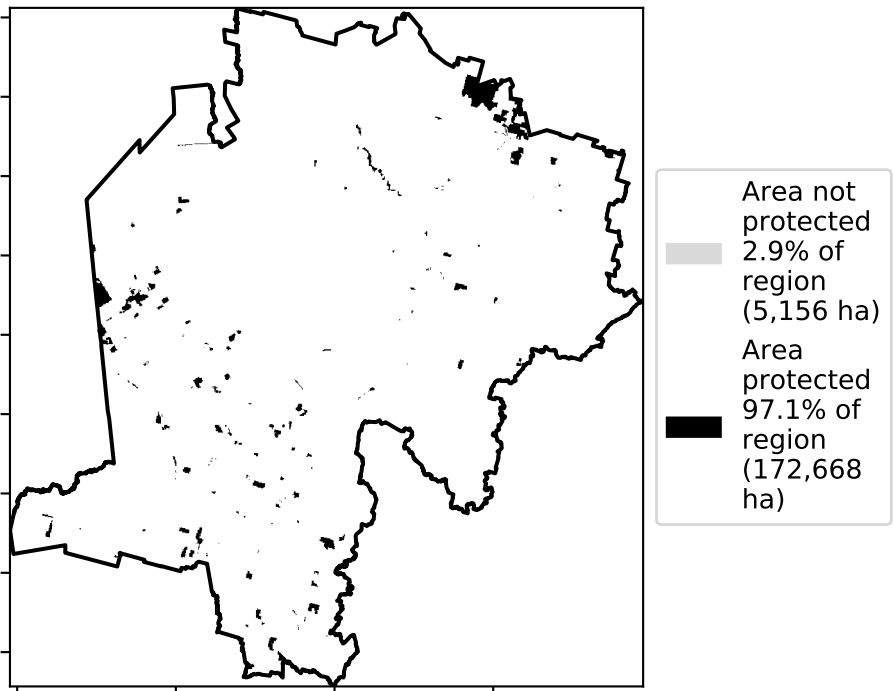 Area not
protected
2.9% of
region
(5,156 ha)
Area
protected
97.1% of
region
(172,668
ha)